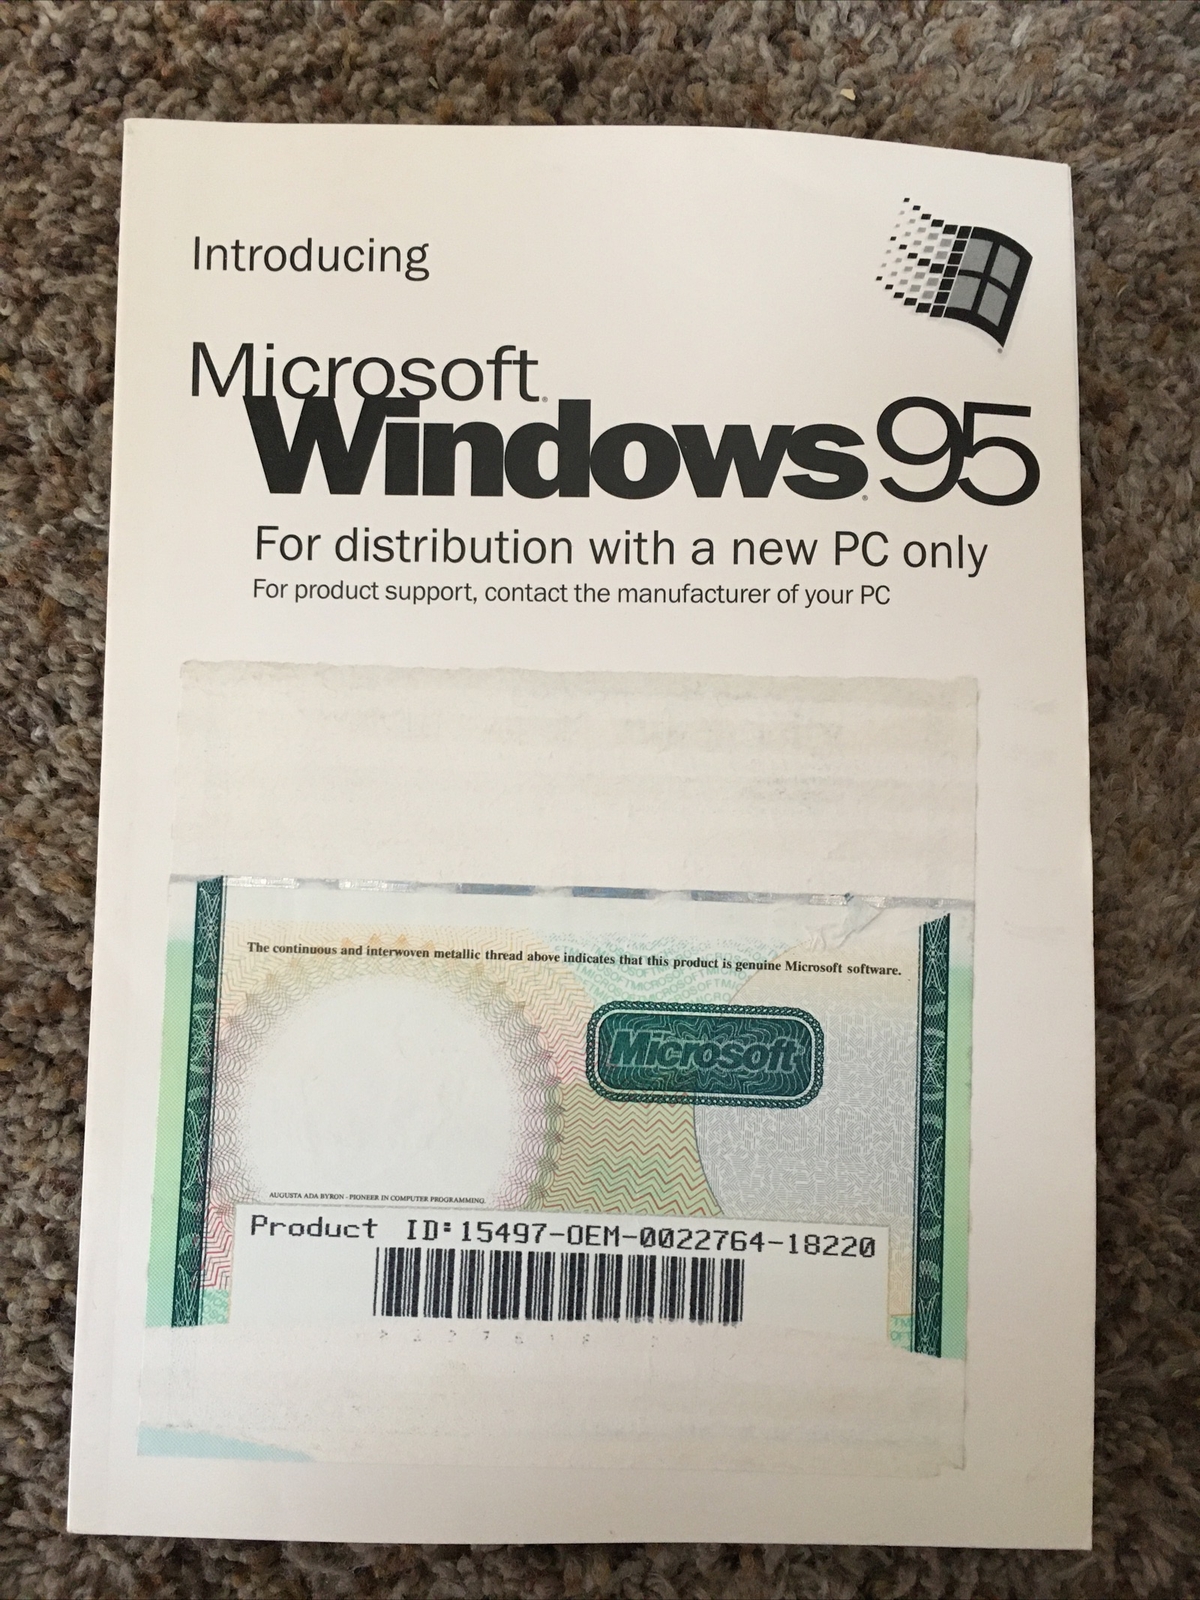 Introducing
Microsoft®
Windows®95
For distribution with a new PC only
For product support, contact the manufacturer of your PC
The continuous and interwoven metallic thread above indicates that this product is genuine Microsoft software.
Microsoft
AUGUSTA ADA BYRON - PIONEER IN COMPUTER PROGRAMMING.
Product ID:15497-OEM-0022764-18220